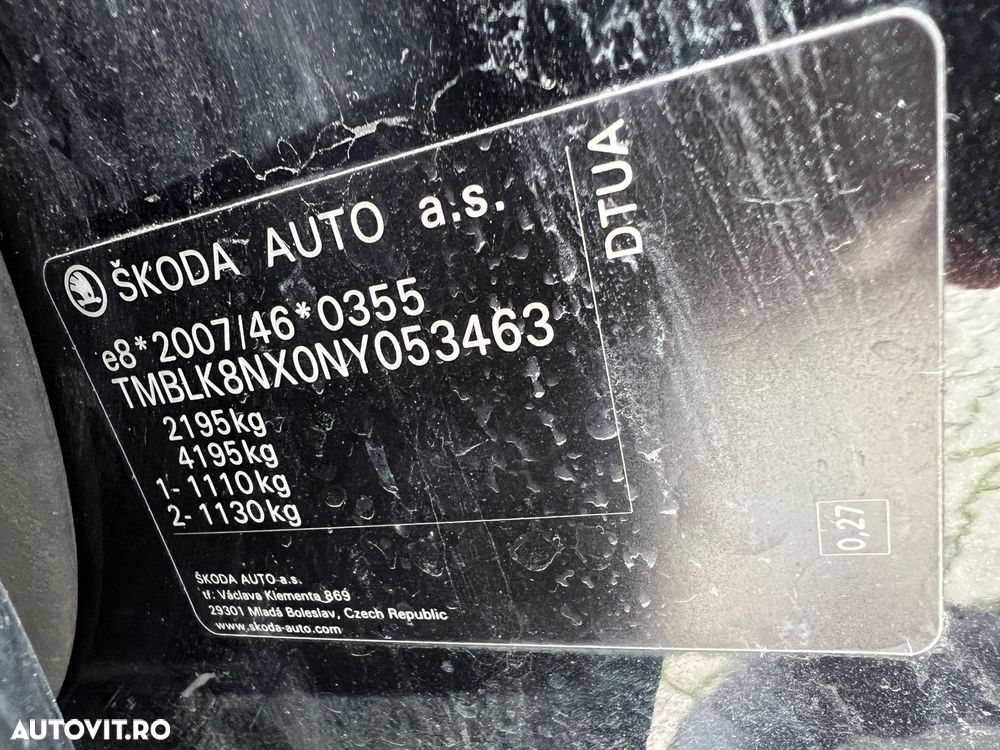 ŠKODA AUTO a.s.
e8*2007/46*0355
TMBLK8NX0NY053463
2195kg
4195kg
1-1110kg
2-1130kg
DTUA
0,27
ŠKODA AUTO a.s.
tř. Václava Klementa 869
29301 Mladá Boleslav, Czech Republic
www.skoda-auto.com
AUTOVIT.RO